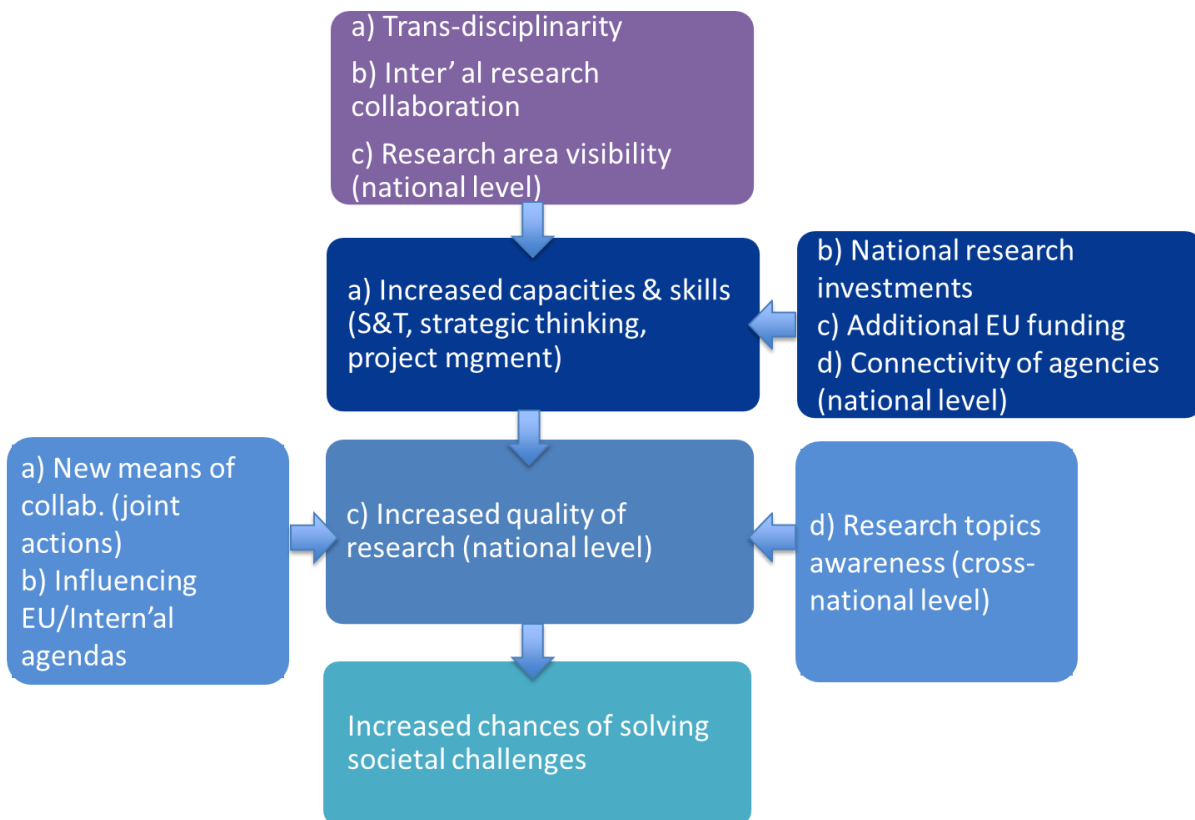 a) Trans-disciplinarity
b) Inter’ al research
collaboration
c) Research area visibility
(national level)
a) Increased capacities & skills
(S&T, strategic thinking,
project mgment)
b) National research
investments
c) Additional EU funding
d) Connectivity of agencies
(national level)
a) New means of
collab. (joint
actions)
b) Influencing
EU/Intern’al
agendas
c) Increased quality of
research (national level)
d) Research topics
awareness (cross-
national level)
Increased chances of solving
societal challenges